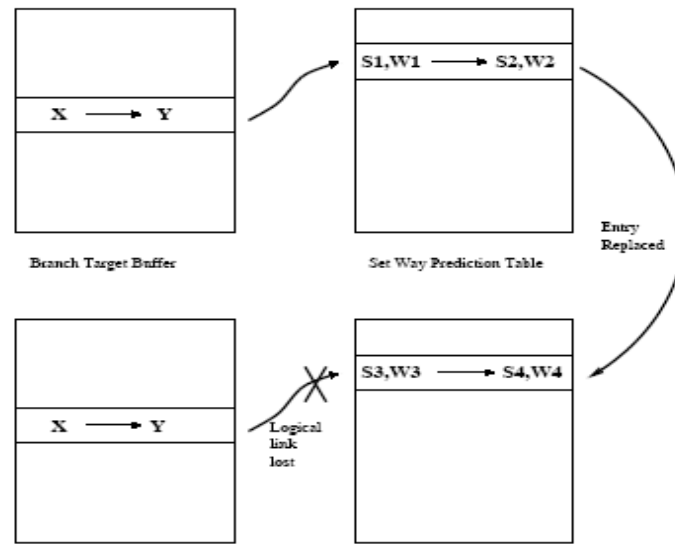 X Y
S1,W1 S2,W2
Branch Target Buffer
Set Way Prediction Table
Entry
Replaced
X Y
S3,W3 S4,W4
Logical
link
lost